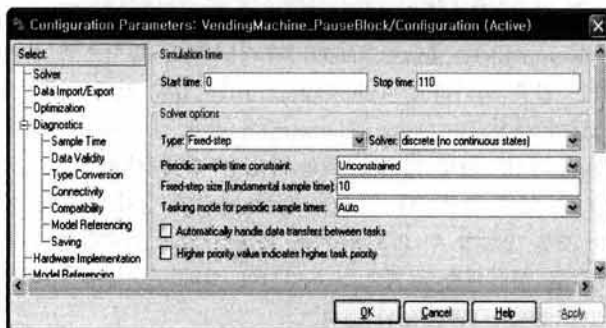 Configuration Parameters: VendingMachine_PauseBlock/Configuration (Active)
Select:
Solver
Data Import/Export
Optimization
Diagnostics
Sample Time
Data Validity
Type Conversion
Connectivity
Compatibility
Model Referencing
Saving
Hardware Implementation
Model Referencing
Simulation time
Start time: 0 Stop time: 110
Solver options
Type: Fixed-step Solver: discrete (no continuous states)
Periodic sample time constraint: Unconstrained
Fixed-step size (fundamental sample time): 10
Tasking mode for periodic sample times: Auto
Automatically handle data transfers between tasks
Higher priority value indicates higher task priority
OK Cancel Help Apply